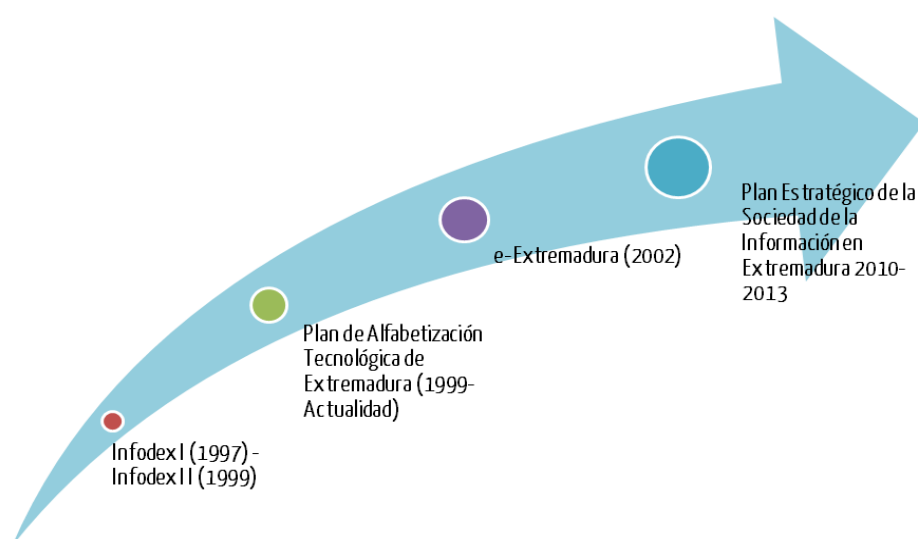 Infodex I (1997) -
Infodex II (1999)
Plan de Alfabetización
Tecnológica de
Extremadura (1999-
Actualidad)
e-Extremadura (2002)
Plan Estratégico de la
Sociedad de la
Información en
Extremadura 2010-
2013